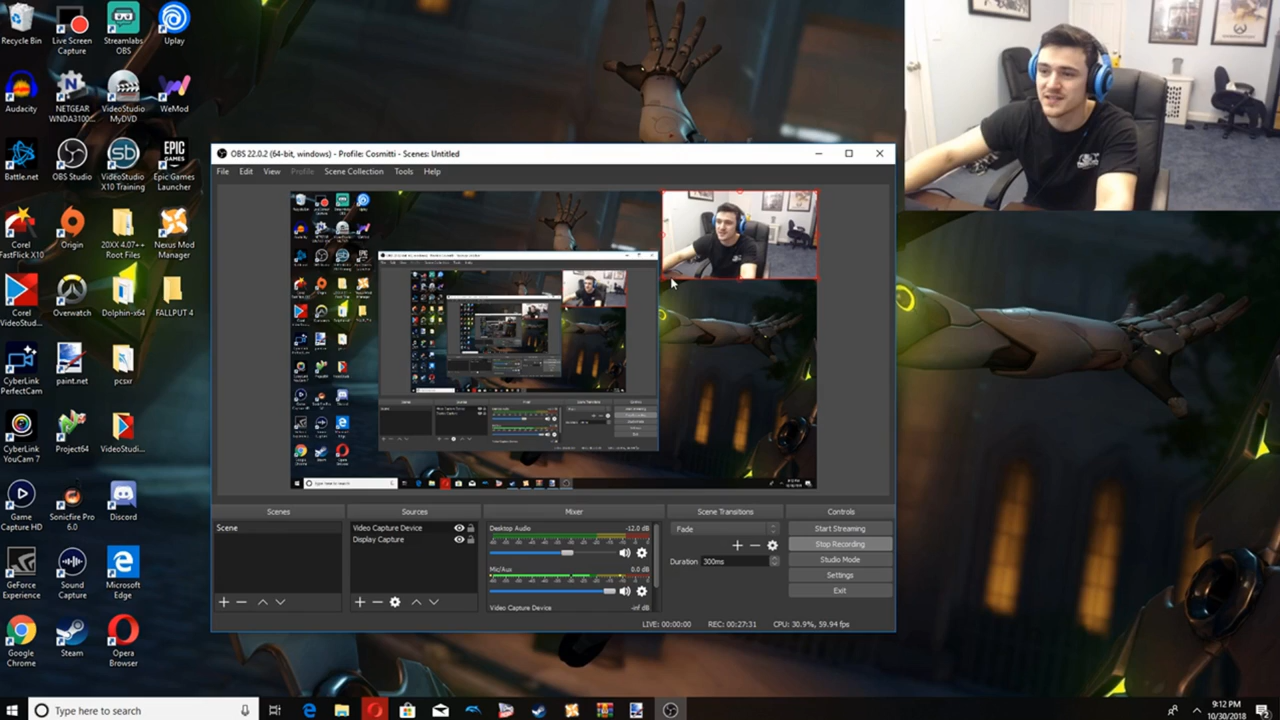 Recycle Bin
Live Screen
Capture
Streamlabs
OBS
Uplay
Audacity
NETGEAR
WNDA3100...
VideoStudio
MyDVD
WeMod
Battle.net
OBS Studio
VideoStudio
X10 Training
Epic Games
Launcher
Corel
FastFlick X10
Origin
20XX 4.07++
Root Files
Nexus Mod
Manager
Corel
VideoStud...
Overwatch
Dolphin-x64
FALLPUT 4
CyberLink
PerfectCam
paint.net
pcsxr
CyberLink
YouCam 7
Project64
VideoStudi...
Game
Capture HD
Sonicfire Pro
6.0.2
Discord
GeForce
Experience
Sound
Capture
Microsoft
Edge
Google
Chrome
Steam
Opera
Browser
OBS 22.0.2 (64-bit, windows) - Profile: Cosmitti - Scenes: Untitled
File Edit View Profile Scene Collection Tools Help
Scenes
Scene
Sources
Video Capture Device
Display Capture
Mixer
Desktop Audio -12.0 dB
Mic/Aux 0.0 dB
Video Capture Device -inf dB
Scene Transitions
Fade
Duration 300ms
Controls
Start Streaming
Stop Recording
Studio Mode
Settings
Exit
LIVE: 00:00:00 REC: 00:27:31 CPU: 30.9%, 59.94 fps
Type here to search
9:12 PM
10/30/2018